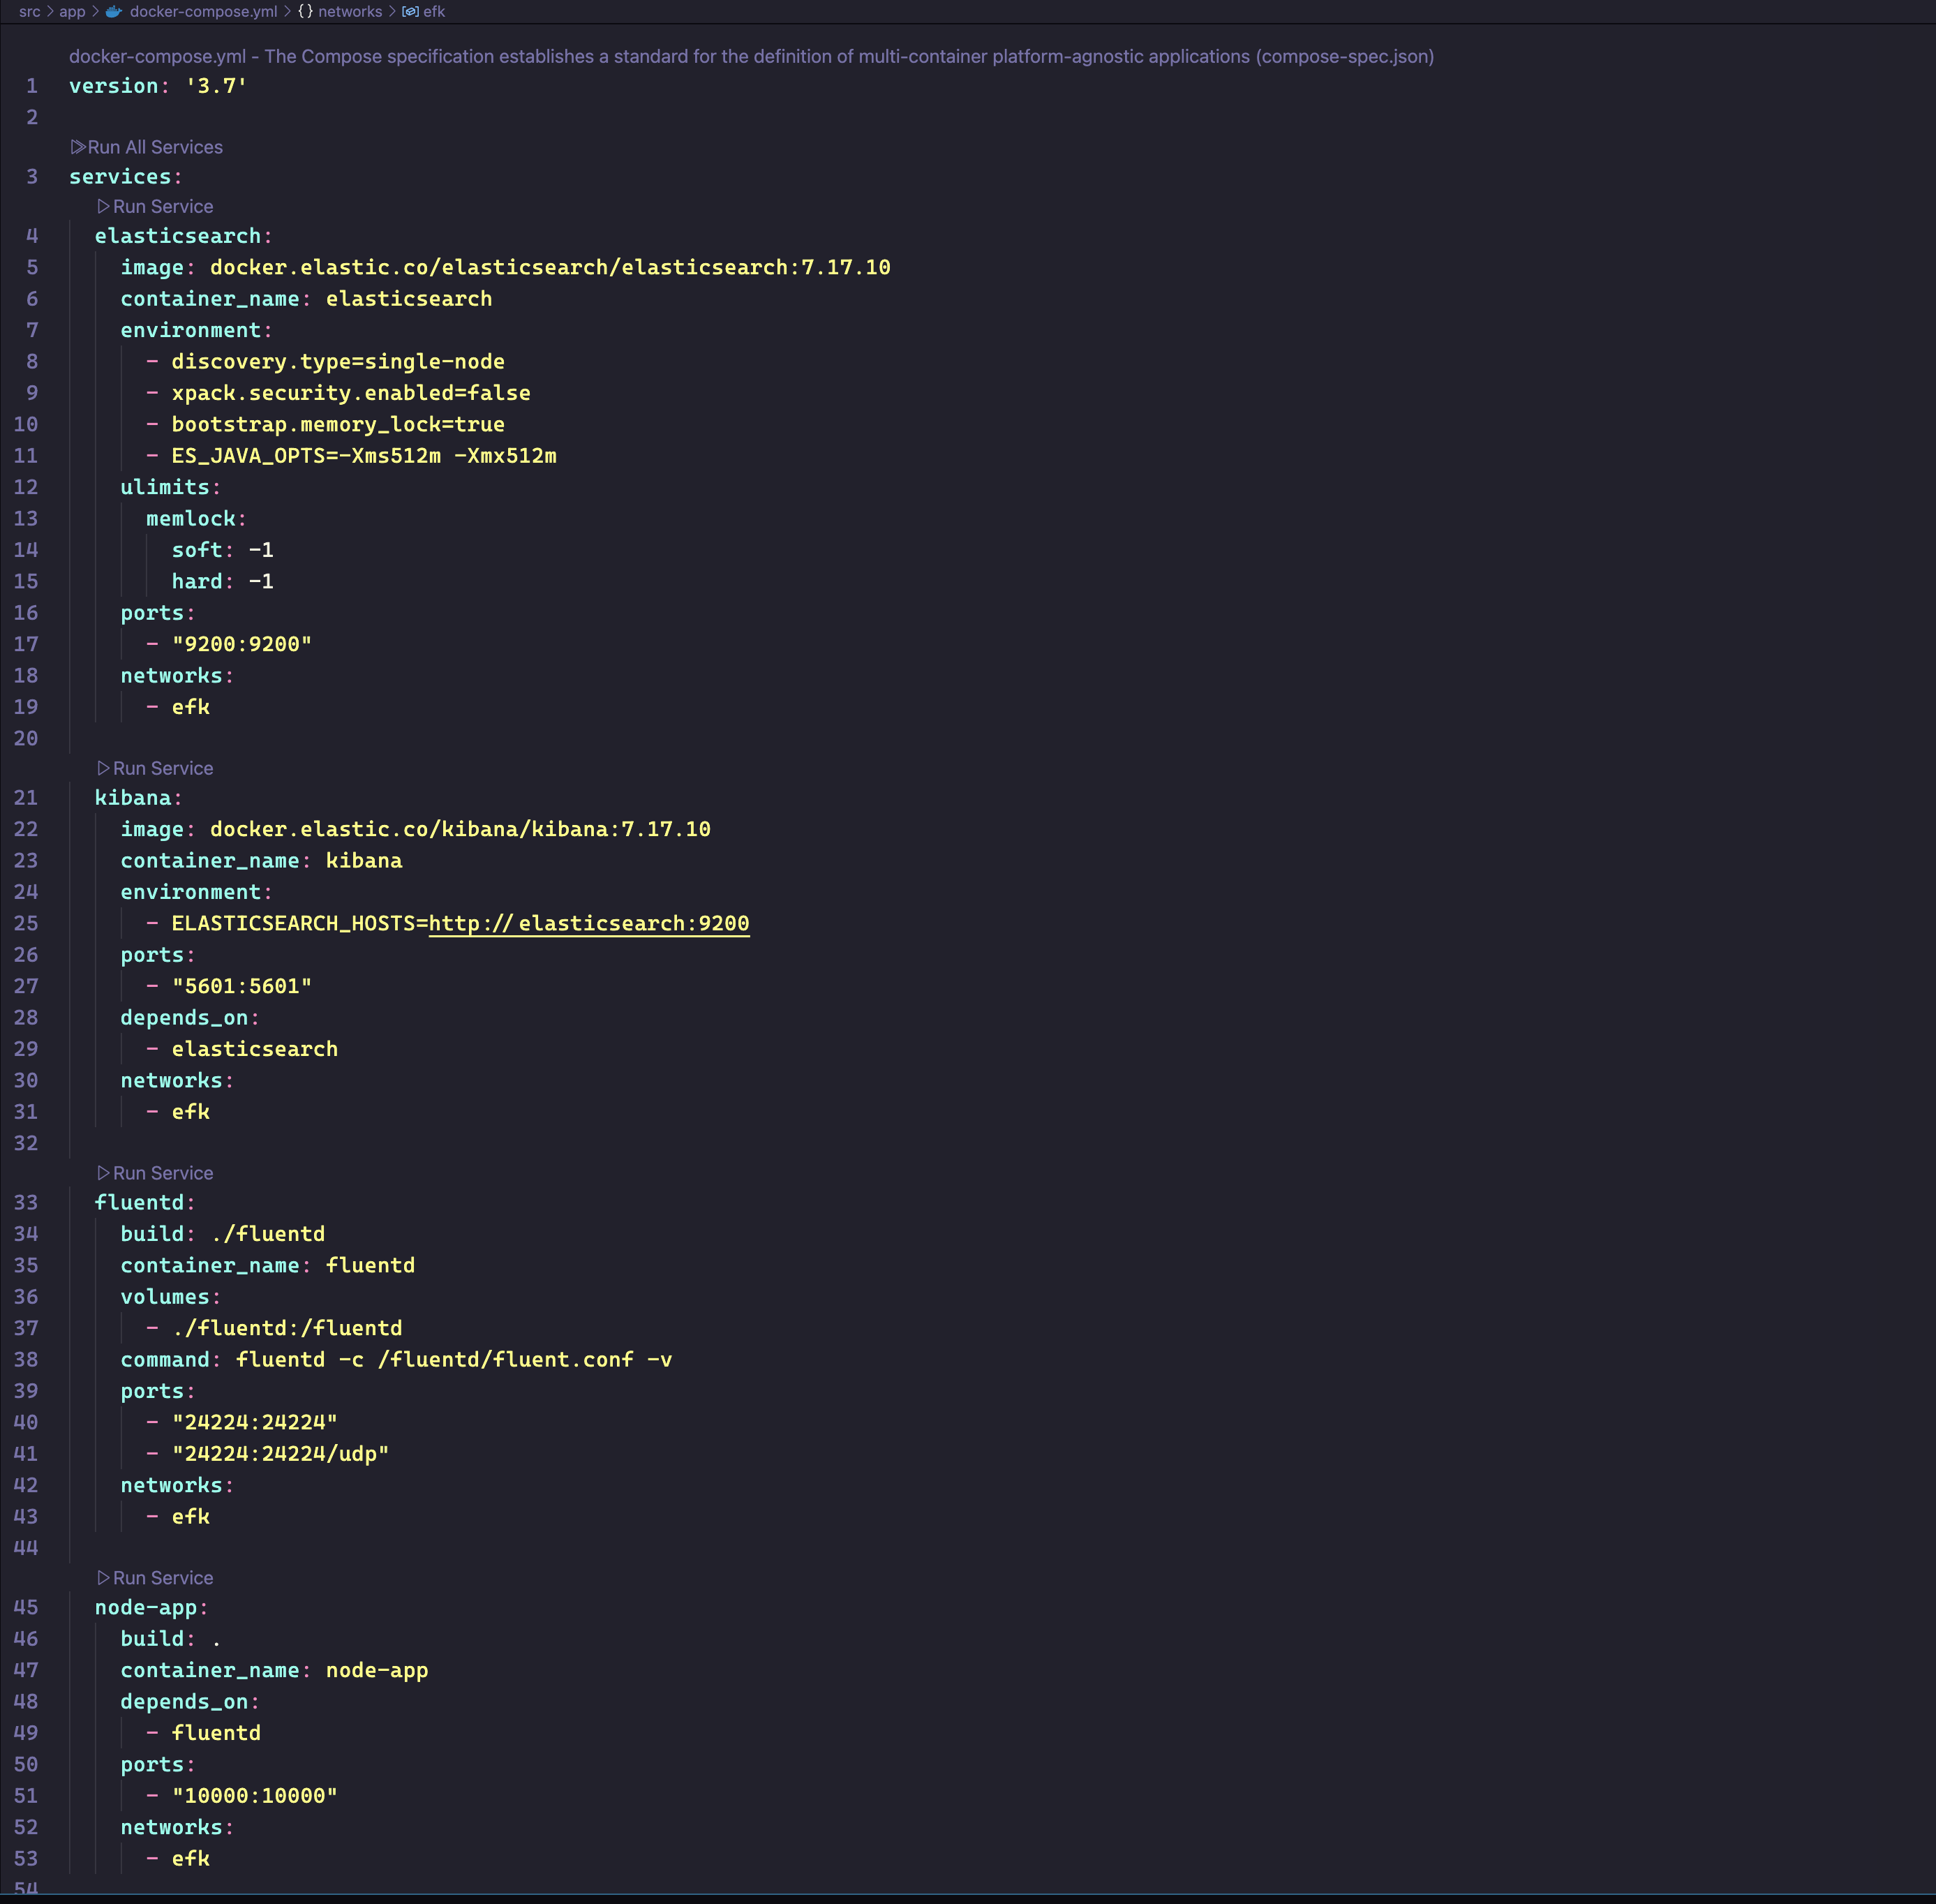 src > app > docker-compose.yml > {} networks > efk
docker-compose.yml - The Compose specification establishes a standard for the definition of multi-container platform-agnostic applications (compose-spec.json)
1 version: '3.7'
2
Run All Services
3 services:
Run Service
4   elasticsearch:
5     image: docker.elastic.co/elasticsearch/elasticsearch:7.17.10
6     container_name: elasticsearch
7     environment:
8       - discovery.type=single-node
9       - xpack.security.enabled=false
10       - bootstrap.memory_lock=true
11       - ES_JAVA_OPTS=-Xms512m -Xmx512m
12     ulimits:
13       memlock:
14         soft: -1
15         hard: -1
16     ports:
17       - "9200:9200"
18     networks:
19       - efk
20
Run Service
21   kibana:
22     image: docker.elastic.co/kibana/kibana:7.17.10
23     container_name: kibana
24     environment:
25       - ELASTICSEARCH_HOSTS=http://elasticsearch:9200
26     ports:
27       - "5601:5601"
28     depends_on:
29       - elasticsearch
30     networks:
31       - efk
32
Run Service
33   fluentd:
34     build: ./fluentd
35     container_name: fluentd
36     volumes:
37       - ./fluentd:/fluentd
38     command: fluentd -c /fluentd/fluent.conf -v
39     ports:
40       - "24224:24224"
41       - "24224:24224/udp"
42     networks:
43       - efk
44
Run Service
45   node-app:
46     build: .
47     container_name: node-app
48     depends_on:
49       - fluentd
50     ports:
51       - "10000:10000"
52     networks:
53       - efk
54